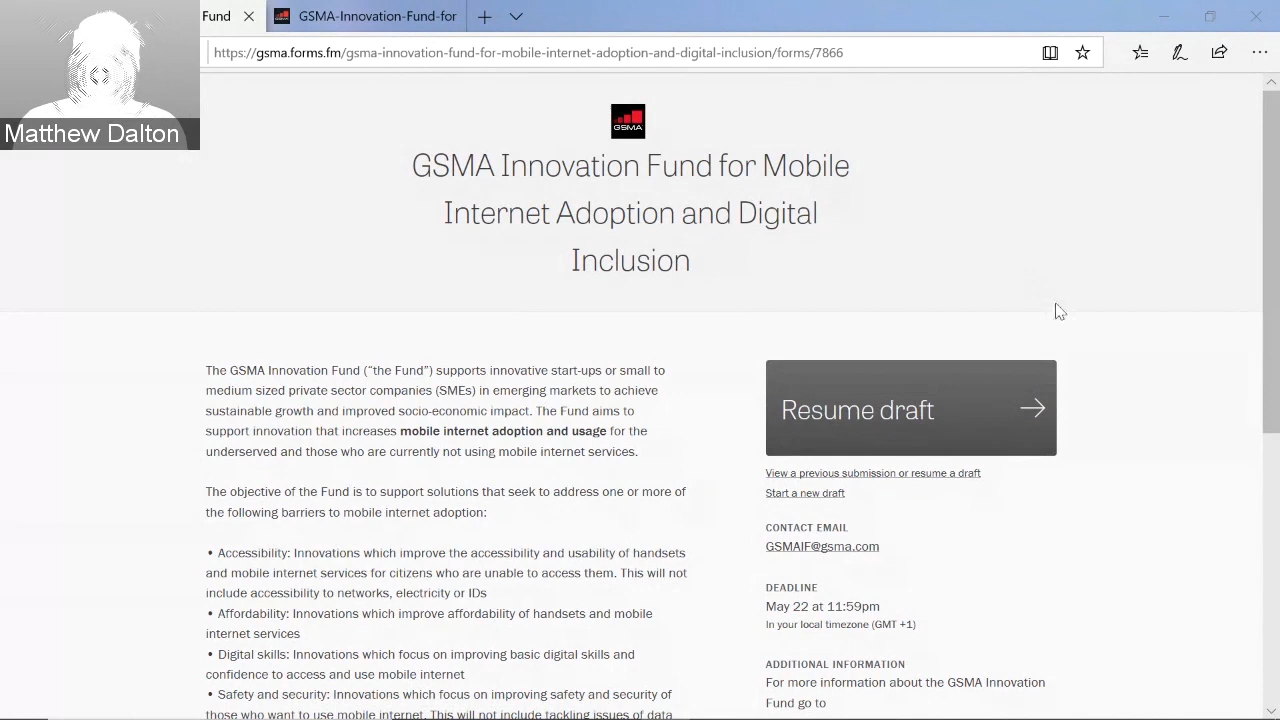 Fund
GSMA-Innovation-Fund-for
https://gsma.forms.fm/gsma-innovation-fund-for-mobile-internet-adoption-and-digital-inclusion/forms/7866
Matthew Dalton
GSMA
GSMA Innovation Fund for Mobile
Internet Adoption and Digital
Inclusion
The GSMA Innovation Fund (“the Fund”) supports innovative start-ups or small to
medium sized private sector companies (SMEs) in emerging markets to achieve
sustainable growth and improved socio-economic impact. The Fund aims to
support innovation that increases mobile internet adoption and usage for the
underserved and those who are currently not using mobile internet services.
The objective of the Fund is to support solutions that seek to address one or more of
the following barriers to mobile internet adoption:
• Accessibility: Innovations which improve the accessibility and usability of handsets
and mobile internet services for citizens who are unable to access them. This will not
include accessibility to networks, electricity or IDs
• Affordability: Innovations which improve affordability of handsets and mobile
internet services
• Digital skills: Innovations which focus on improving basic digital skills and
confidence to access and use mobile internet
• Safety and security: Innovations which focus on improving safety and security of
those who want to use mobile internet. This will not include tackling issues of data
Resume draft
View a previous submission or resume a draft
Start a new draft
CONTACT EMAIL
GSMAIF@gsma.com
DEADLINE
May 22 at 11:59pm
In your local timezone (GMT +1)
ADDITIONAL INFORMATION
For more information about the GSMA Innovation
Fund go to